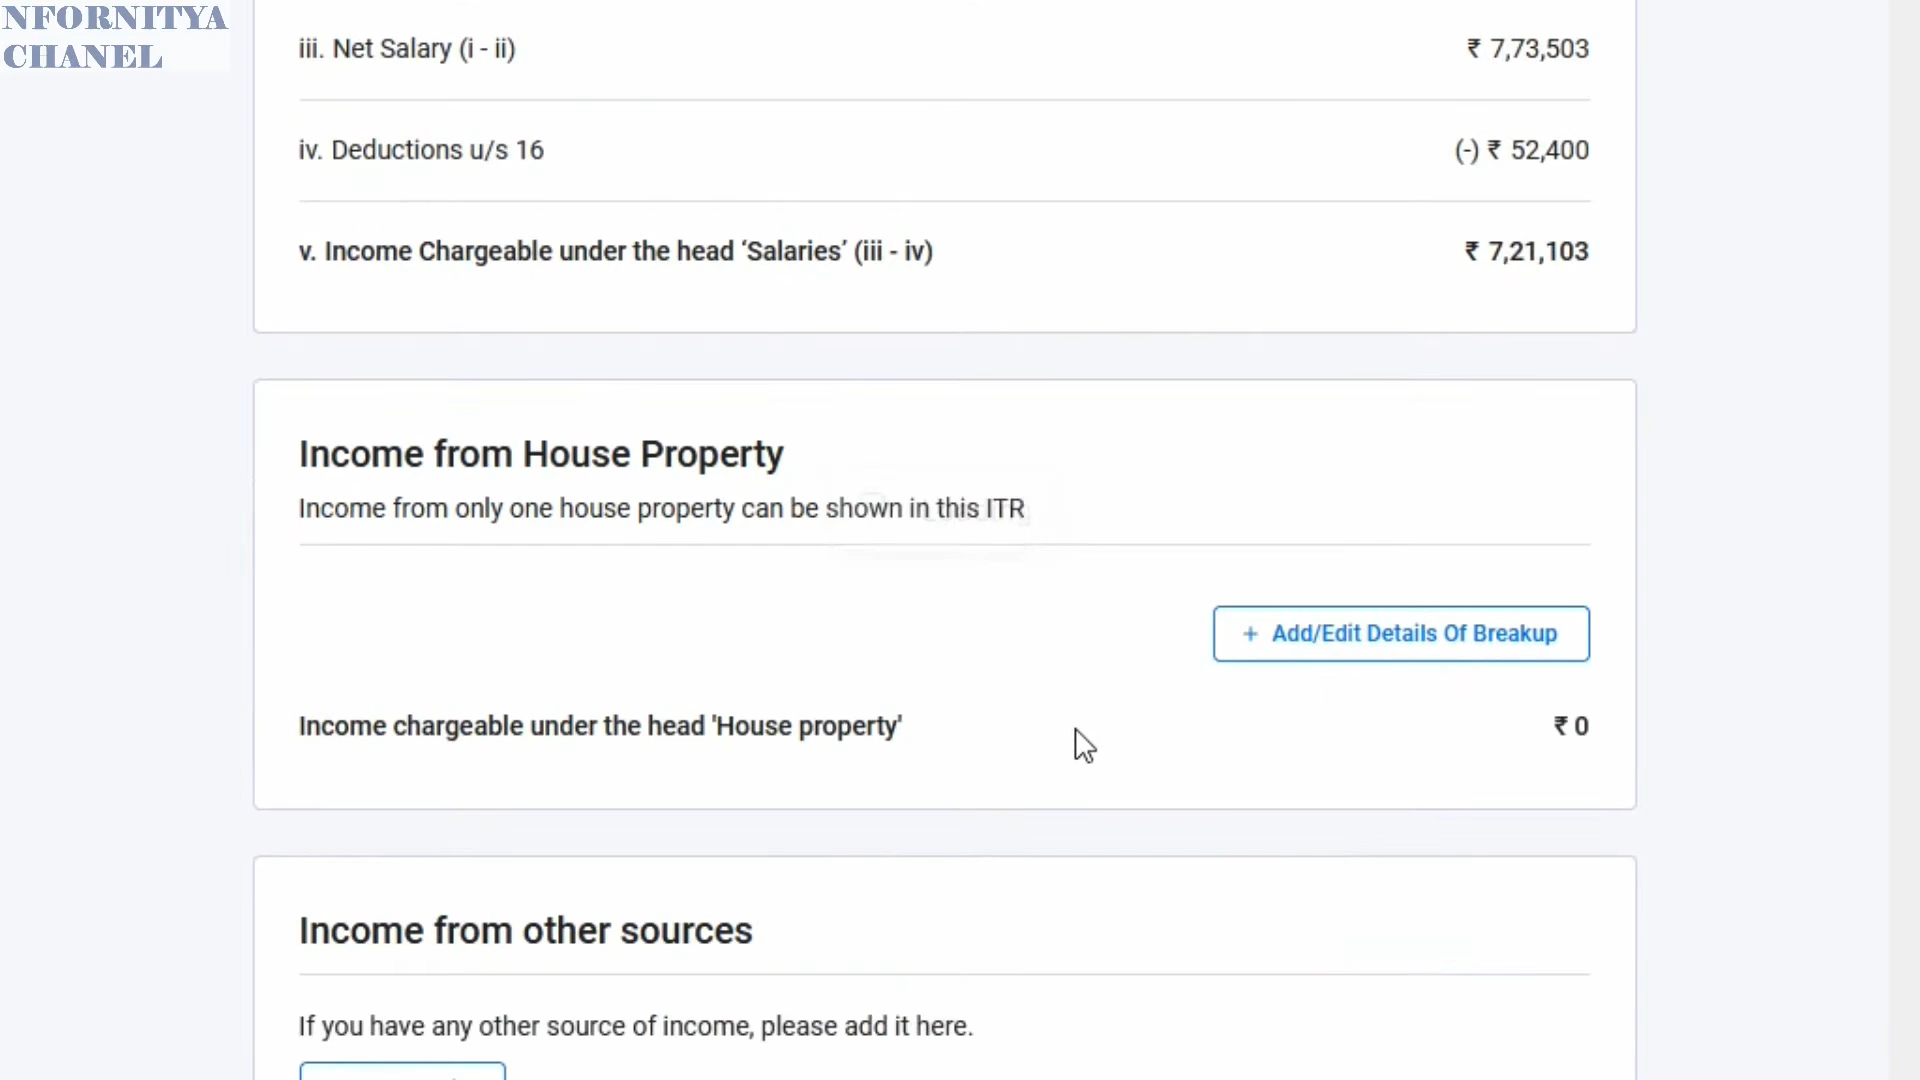 NFORNITYA
CHANEL
iii. Net Salary (i - ii) ₹ 7,73,503
iv. Deductions u/s 16 (-) ₹ 52,400
v. Income Chargeable under the head ‘Salaries’ (iii - iv) ₹ 7,21,103
Income from House Property
Income from only one house property can be shown in this ITR
+ Add/Edit Details Of Breakup
Income chargeable under the head 'House property' ₹ 0
Income from other sources
If you have any other source of income, please add it here.